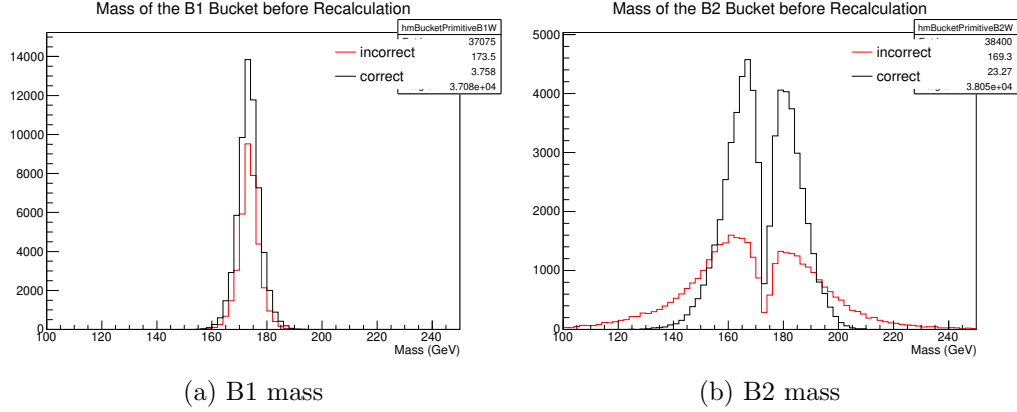 Mass of the B1 Bucket before Recalculation
hmBucketPrimitiveB1W
37075
173.5
3.758
3.708e+04
incorrect
correct
14000
12000
10000
8000
6000
4000
2000
0
100 120 140 160 180 200 220 240
Mass (GeV)
(a) B1 mass
Mass of the B2 Bucket before Recalculation
hmBucketPrimitiveB2W
38400
169.3
23.27
3.805e+04
incorrect
correct
5000
4000
3000
2000
1000
0
100 120 140 160 180 200 220 240
Mass (GeV)
(b) B2 mass